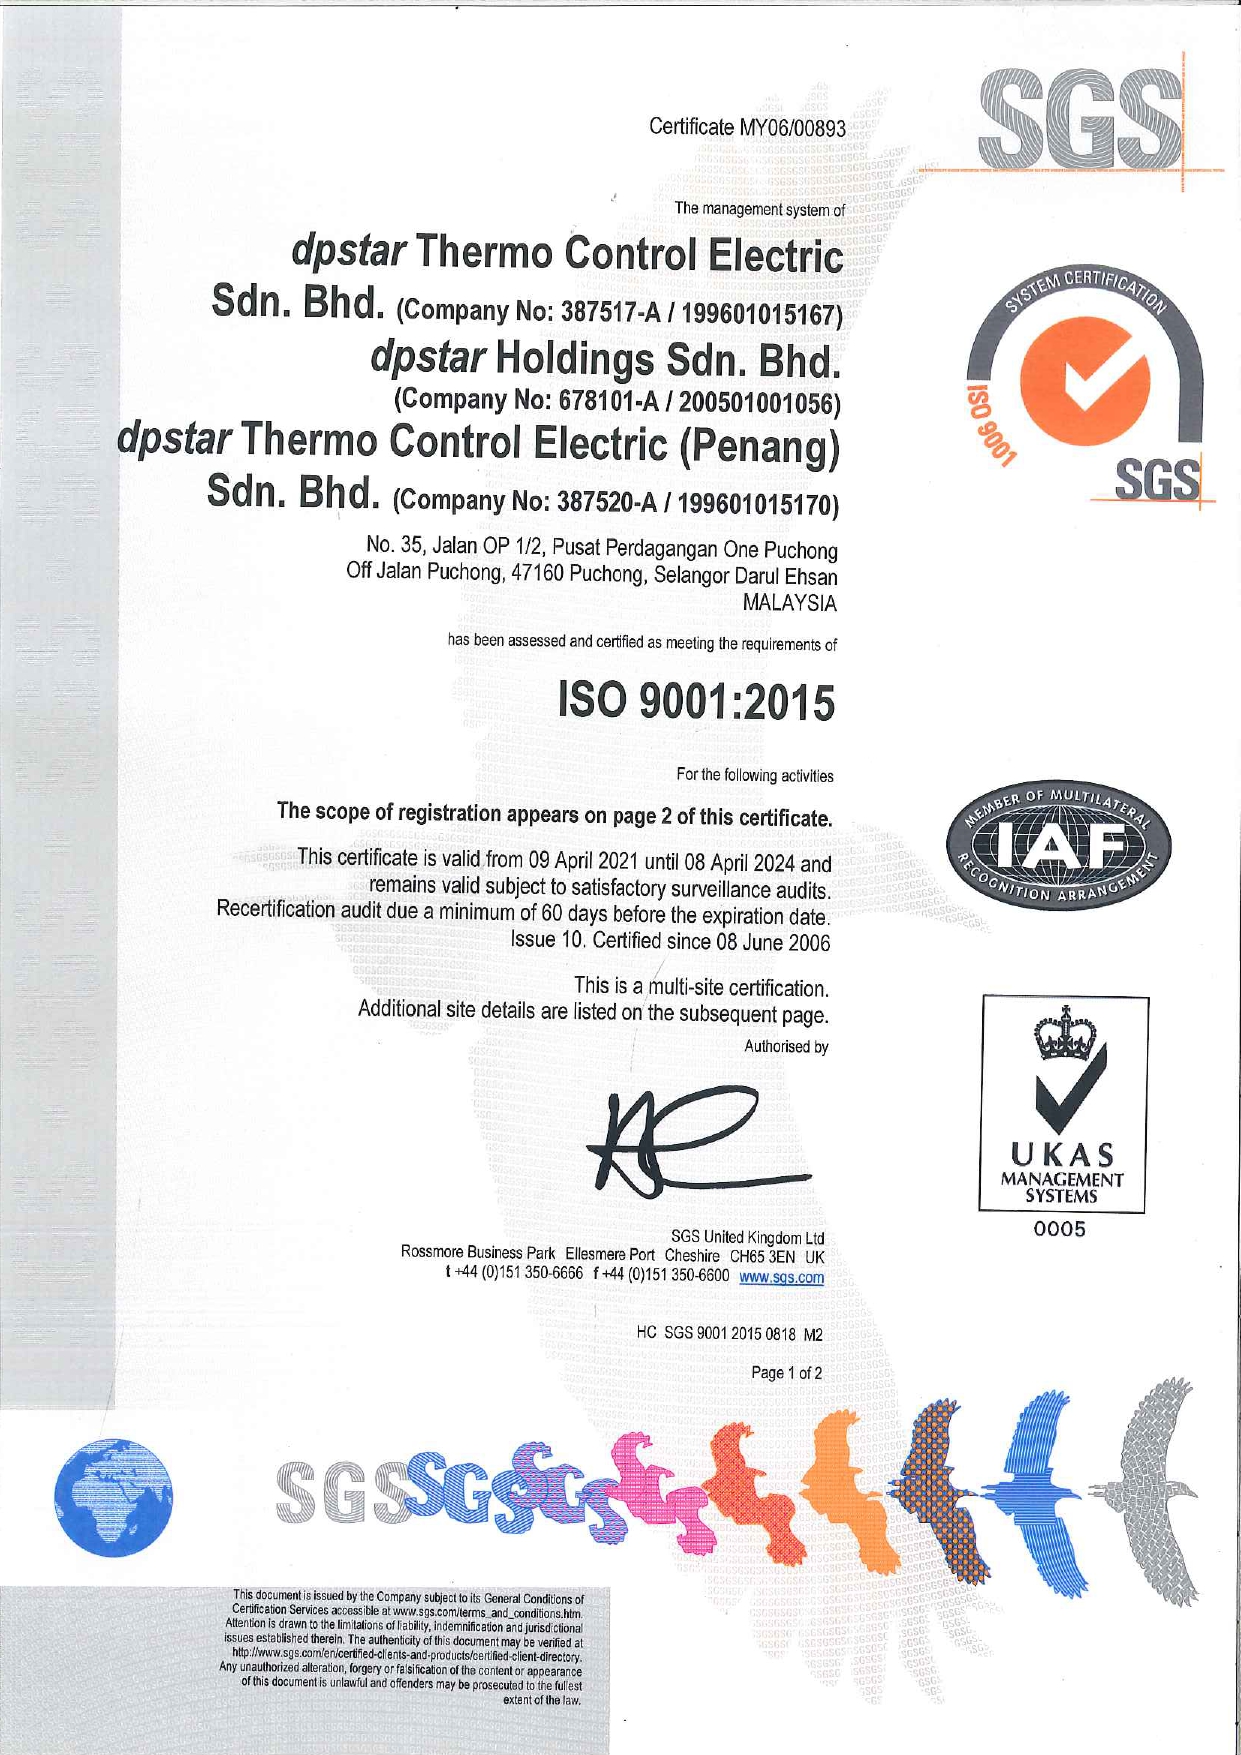 SGS
Certificate MY06/00893
The management system of
dpstar Thermo Control Electric
Sdn. Bhd. (Company No: 387517-A / 199601015167)
dpstar Holdings Sdn. Bhd.
(Company No: 678101-A / 200501001056)
dpstar Thermo Control Electric (Penang)
Sdn. Bhd. (Company No: 387520-A / 199601015170)
SYSTEM CERTIFICATION
ISO 9001
SGS
No. 35, Jalan OP 1/2, Pusat Perdagangan One Puchong
Off Jalan Puchong, 47160 Puchong, Selangor Darul Ehsan
MALAYSIA
has been assessed and certified as meeting the requirements of
ISO 9001:2015
For the following activities
The scope of registration appears on page 2 of this certificate.
This certificate is valid from 09 April 2021 until 08 April 2024 and
remains valid subject to satisfactory surveillance audits.
Recertification audit due a minimum of 60 days before the expiration date.
Issue 10. Certified since 08 June 2006
MEMBER OF MULTILATERAL
IAF
RECOGNITION ARRANGEMENT
This is a multi-site certification.
Additional site details are listed on the subsequent page.
Authorised by
UKAS
MANAGEMENT
SYSTEMS
0005
SGS United Kingdom Ltd
Rossmore Business Park Ellesmere Port Cheshire CH65 3EN UK
t +44 (0)151 350-6666 f +44 (0)151 350-6600 www.sgs.com
HC SGS 9001 2015 0818 M2
Page 1 of 2
SGS SGS SGS
This document is issued by the Company subject to its General Conditions of
Certification Services accessible at www.sgs.com/terms_and_conditions.htm.
Attention is drawn to the limitations of liability, indemnification and jurisdictional
issues established therein. The authenticity of this document may be verified at
http://www.sgs.com/en/certified-clients-and-products/certified-client-directory.
Any unauthorized alteration, forgery or falsification of the content or appearance
of this document is unlawful and offenders may be prosecuted to the fullest
extent of the law.